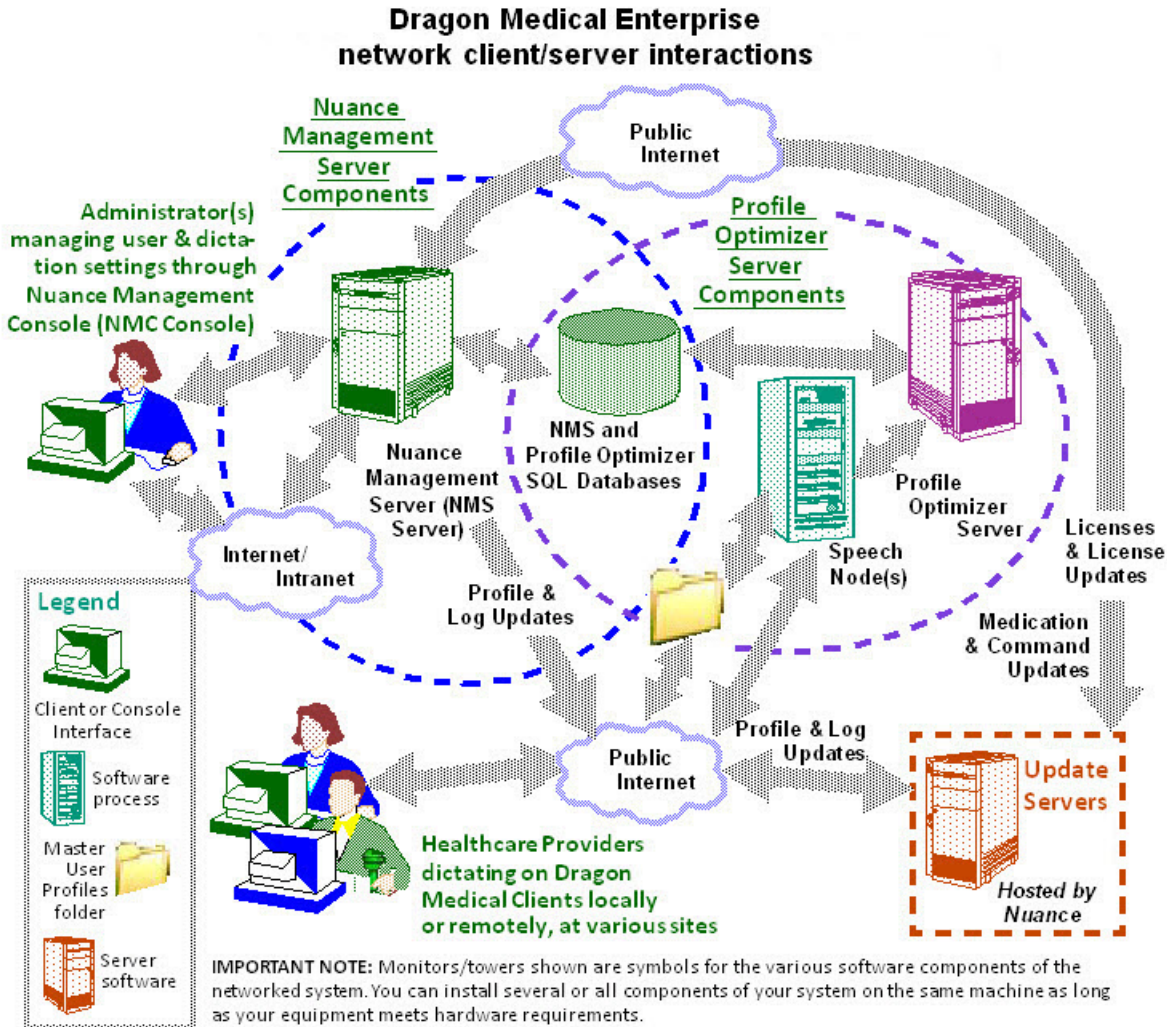 Dragon Medical Enterprise
network client/server interactions
Nuance
Management
Server
Components
Public
Internet
Administrator(s)
managing user & dicta-
tion settings through
Nuance Management
Console (NMC Console)
Profile
Optimizer
Server
Components
NMS and
Profile Optimizer
SQL Databases
Nuance
Management
Server (NMS
Server)
Profile
Optimizer
Server
Speech
Node(s)
Licenses
& License
Updates
Internet/
Intranet
Profile &
Log Updates
Medication
& Command
Updates
Legend
Client or Console
Interface
Software
process
Master
User
Profiles
folder
Server
software
Public
Internet
Profile & Log
Updates
Update
Servers
Hosted by
Nuance
Healthcare Providers
dictating on Dragon
Medical Clients locally
or remotely, at various sites
IMPORTANT NOTE: Monitors/towers shown are symbols for the various software components of the
networked system. You can install several or all components of your system on the same machine as long
as your equipment meets hardware requirements.